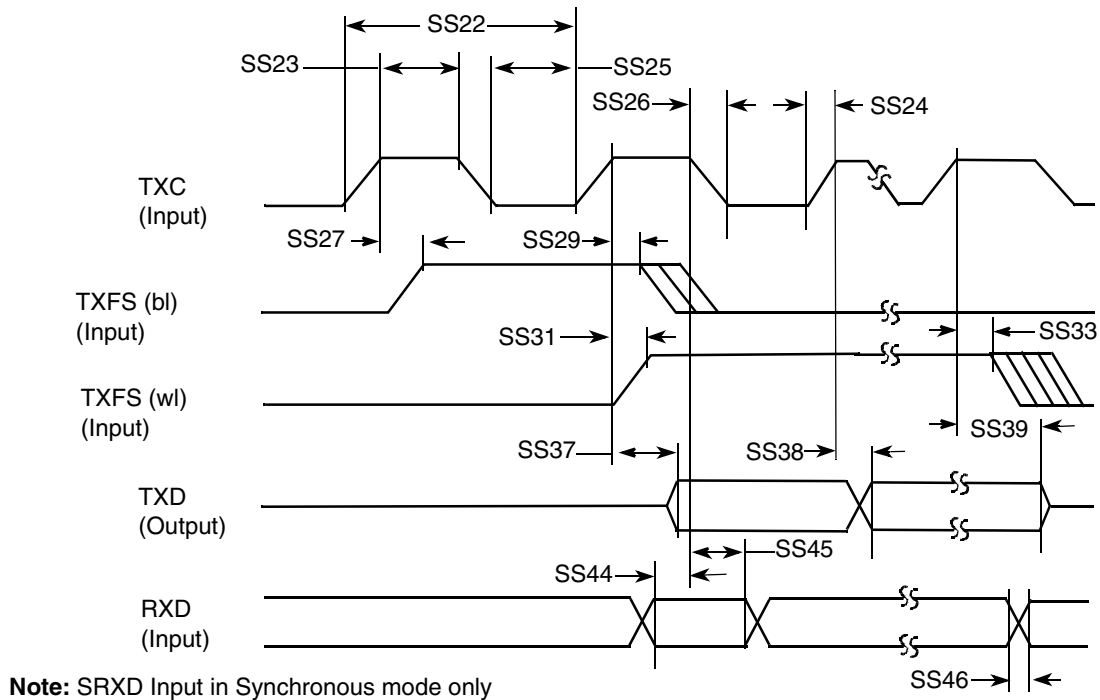 SS22
SS23
SS25
SS26
SS24
TXC
(Input)
SS27
SS29
TXFS (bl)
(Input)
SS31
SS33
TXFS (wl)
(Input)
SS39
SS37
SS38
TXD
(Output)
SS45
SS44
RXD
(Input)
SS46
Note: SRXD Input in Synchronous mode only